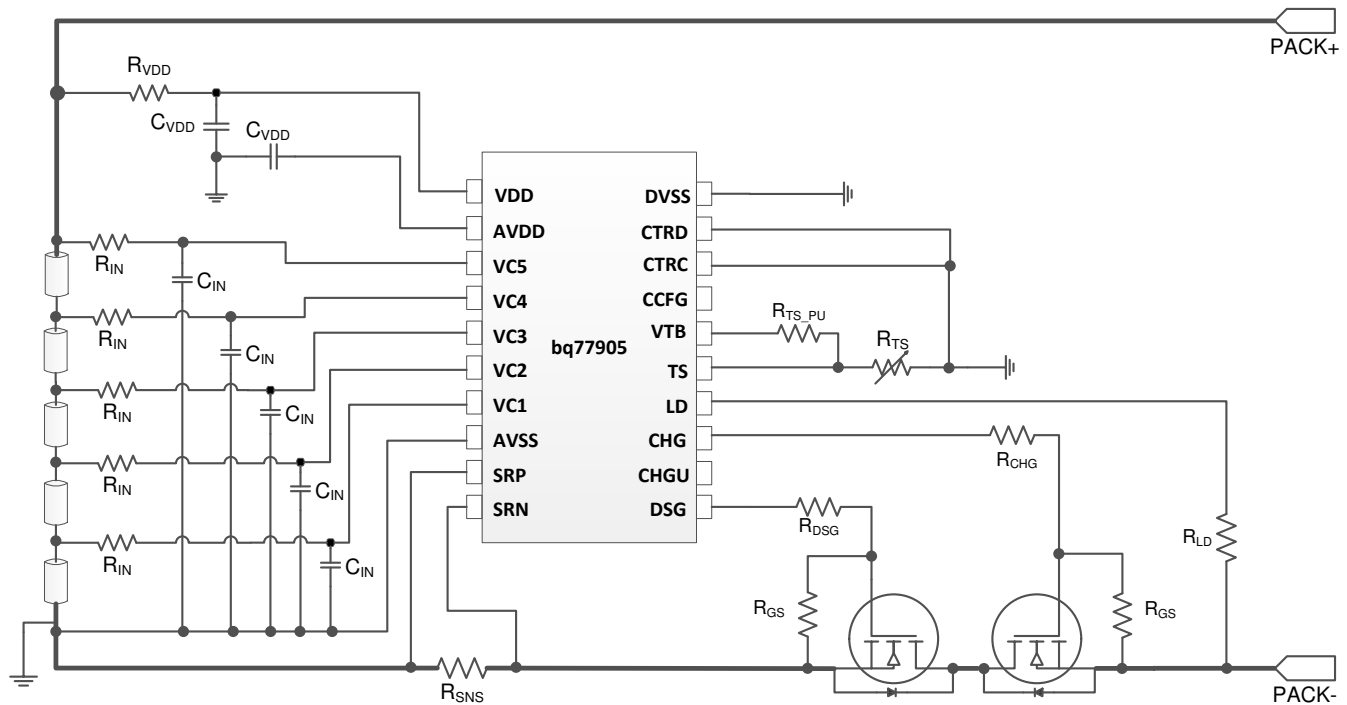 PACK+
RVDD
CVDD
CVDD
VDD
AVDD
VC5
VC4
VC3
VC2
VC1
AVSS
SRP
SRN
bq77905
DVSS
CTRD
CTRC
CCFG
VTB
TS
LD
CHG
CHGU
DSG
RIN
CIN
RIN
CIN
RIN
CIN
RIN
CIN
RIN
CIN
RTS_PU
RTS
RCHG
RDSG
RLD
RGS
RGS
RSNS
PACK-